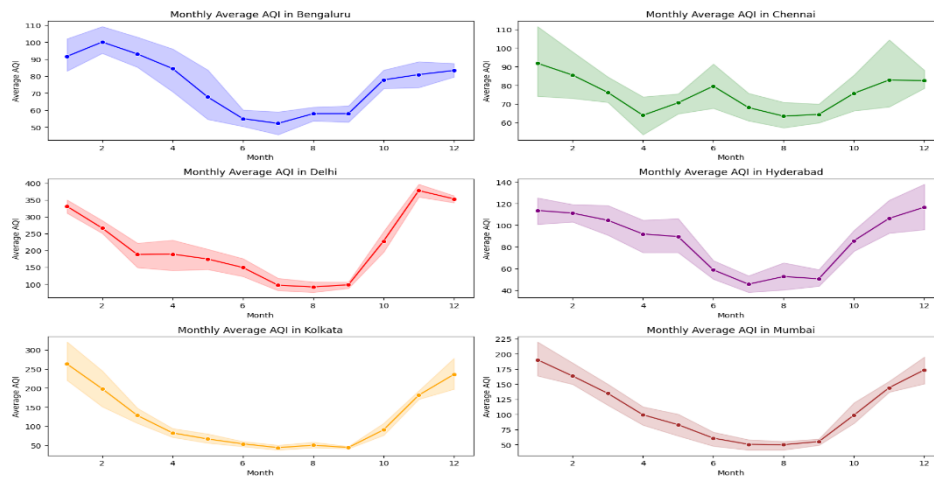 Monthly Average AQI in Bengaluru
110
100
90
80
70
60
50
Average AQI
2 4 6 8 10 12
Month
Monthly Average AQI in Chennai
110
100
90
80
70
60
Average AQI
2 4 6 8 10 12
Month
Monthly Average AQI in Delhi
400
350
300
250
200
150
100
Average AQI
2 4 6 8 10 12
Month
Monthly Average AQI in Hyderabad
140
120
100
80
60
40
Average AQI
2 4 6 8 10 12
Month
Monthly Average AQI in Kolkata
300
250
200
150
100
50
Average AQI
2 4 6 8 10 12
Month
Monthly Average AQI in Mumbai
225
200
175
150
125
100
75
50
Average AQI
2 4 6 8 10 12
Month